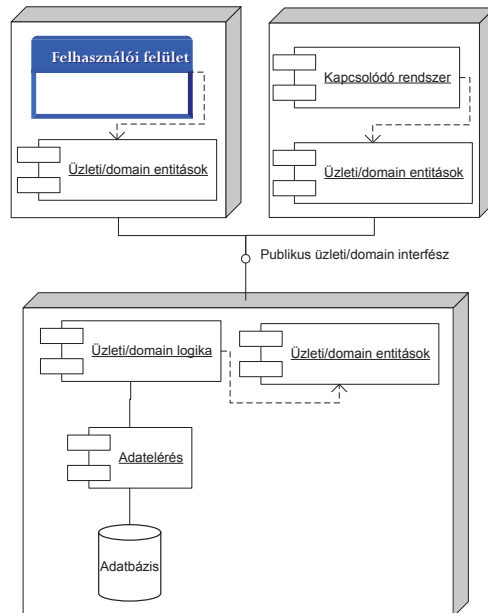 Felhasználói felület
Üzleti/domain entitások
Kapcsolódó rendszer
Üzleti/domain entitások
Publikus üzleti/domain interfész
Üzleti/domain logika
Üzleti/domain entitások
Adatelérés
Adatbázis